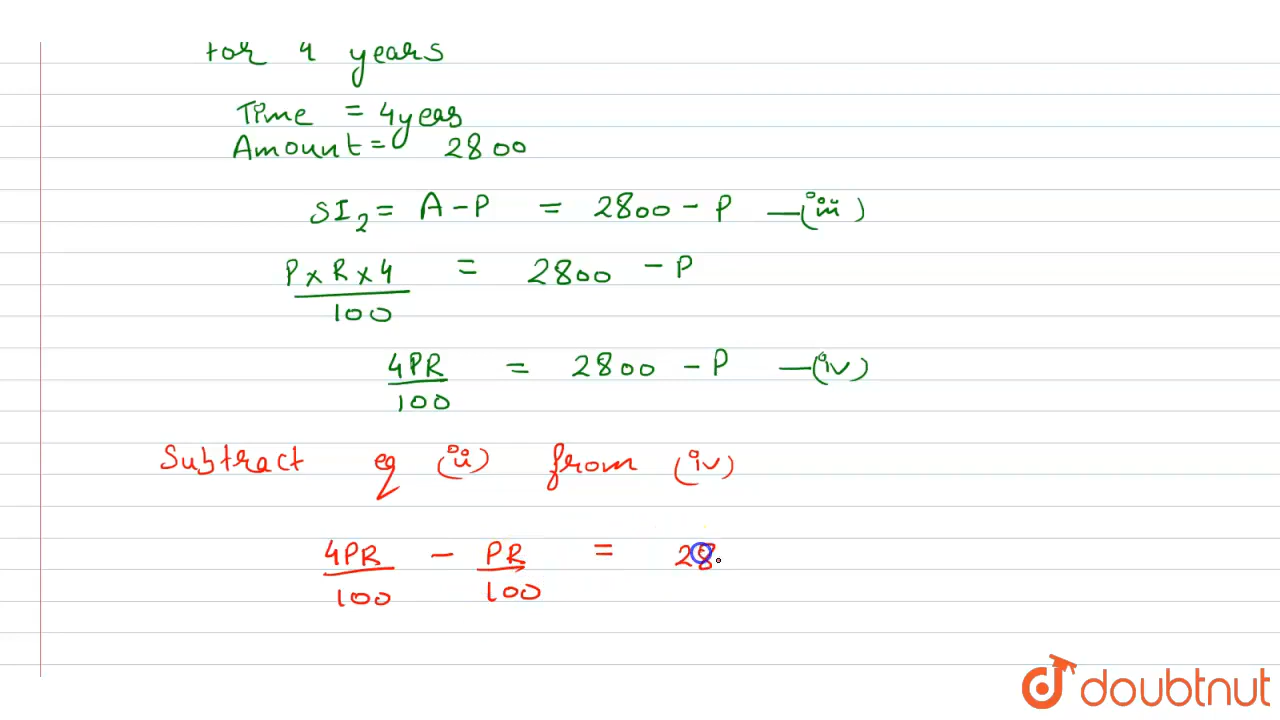 for 4 years
Time = 4years
Amount = 2800
SI₂ = A - P = 2800 - P —(iii)
P x R x 4 = 2800 - P
100
4PR = 2800 - P —(iv)
100
Subtract eq (ii) from (iv)
4PR - PR = 28
100 100
doubtnut